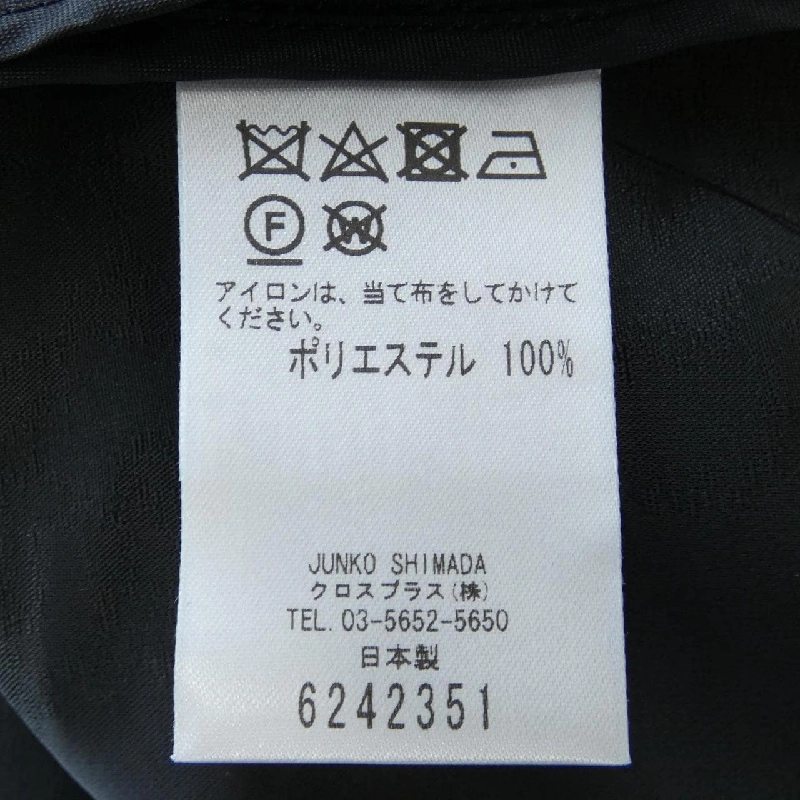 F W
アイロンは、当て布をしてかけて
ください。
ポリエステル 100%
JUNKO SHIMADA
クロスプラス(株)
TEL. 03-5652-5650
日本製
6242351